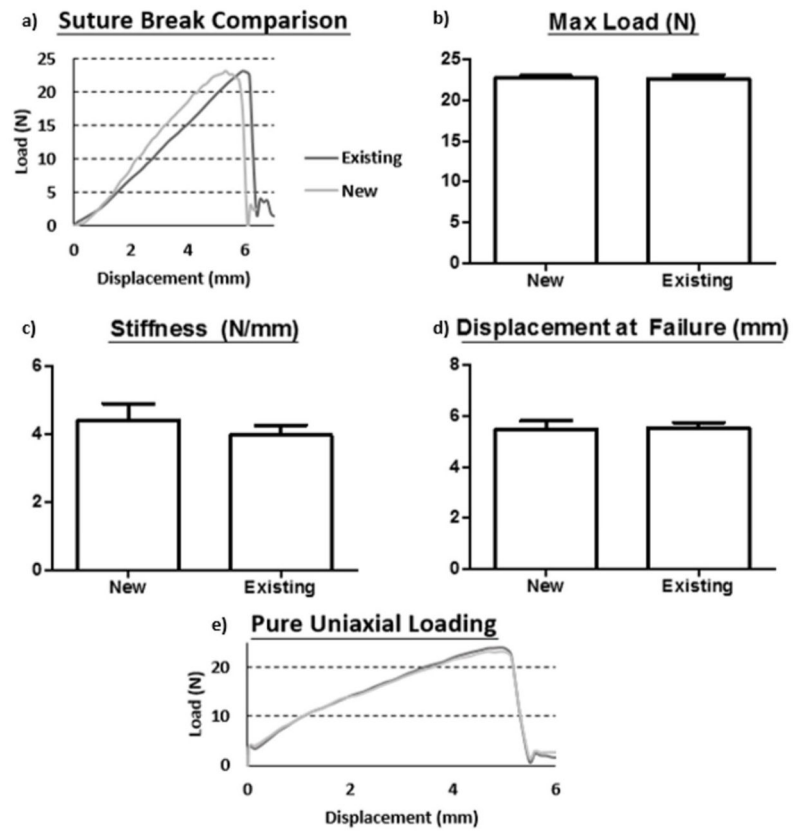 a) Suture Break Comparison
25
20
15
10
5
0
Load (N)
0 2 4 6
Displacement (mm)
Existing
New
b) Max Load (N)
25
20
15
10
5
0
New Existing
c) Stiffness (N/mm)
6
4
2
0
New Existing
d) Displacement at Failure (mm)
8
6
4
2
0
New Existing
e) Pure Uniaxial Loading
20
10
0
Load (N)
0 2 4 6
Displacement (mm)